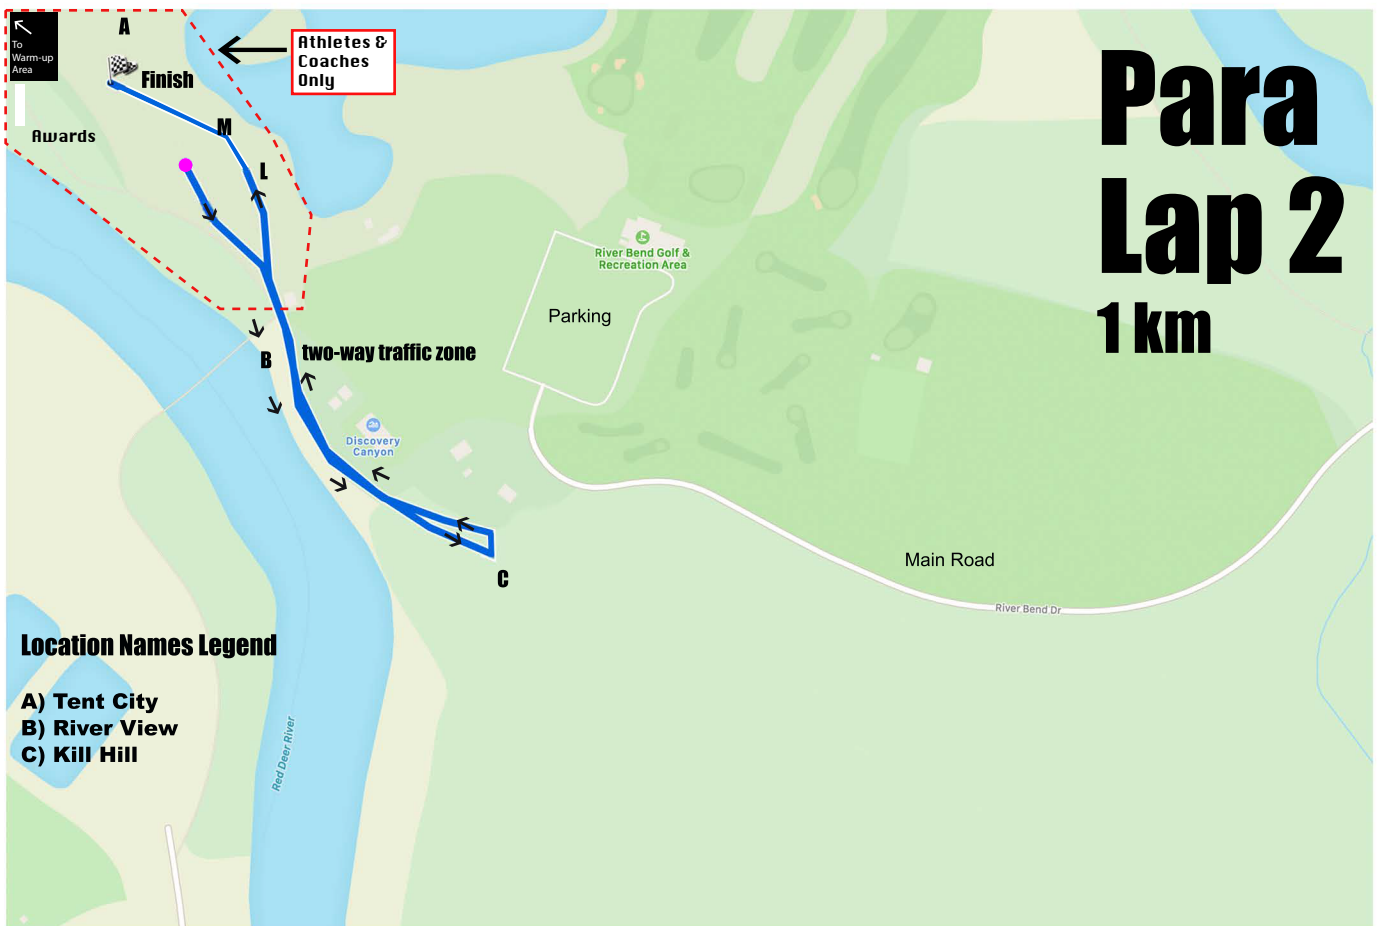 To
Warm-up
Area
A
Finish
Awards
M
L
Athletes &
Coaches
Only
Para
Lap 2
1 km
River Bend Golf &
Recreation Area
Parking
B
two-way traffic zone
Discovery
Canyon
C
Main Road
River Bend Dr
Location Names Legend
A) Tent City
B) River View
C) Kill Hill
Red Deer River